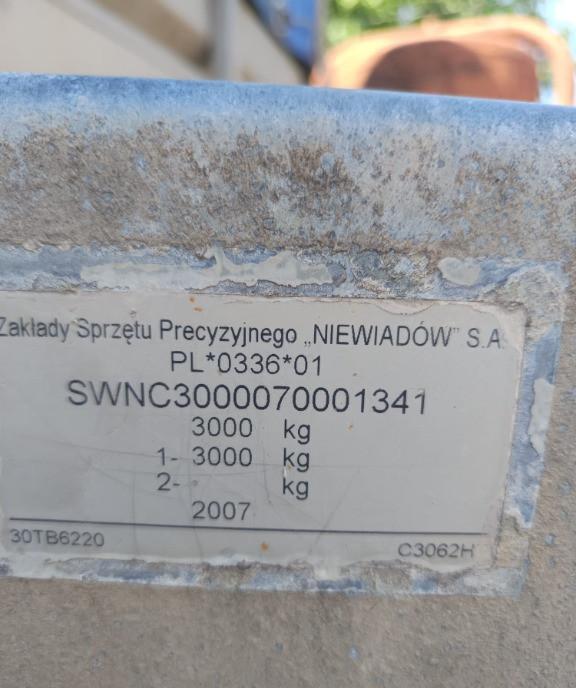 Zakłady Sprzętu Precyzyjnego „NIEWIADÓW" S.A.
PL*0336*01
SWNC3000070001341
3000 kg
1- 3000 kg
2- kg
2007
30TB6220 C3062H